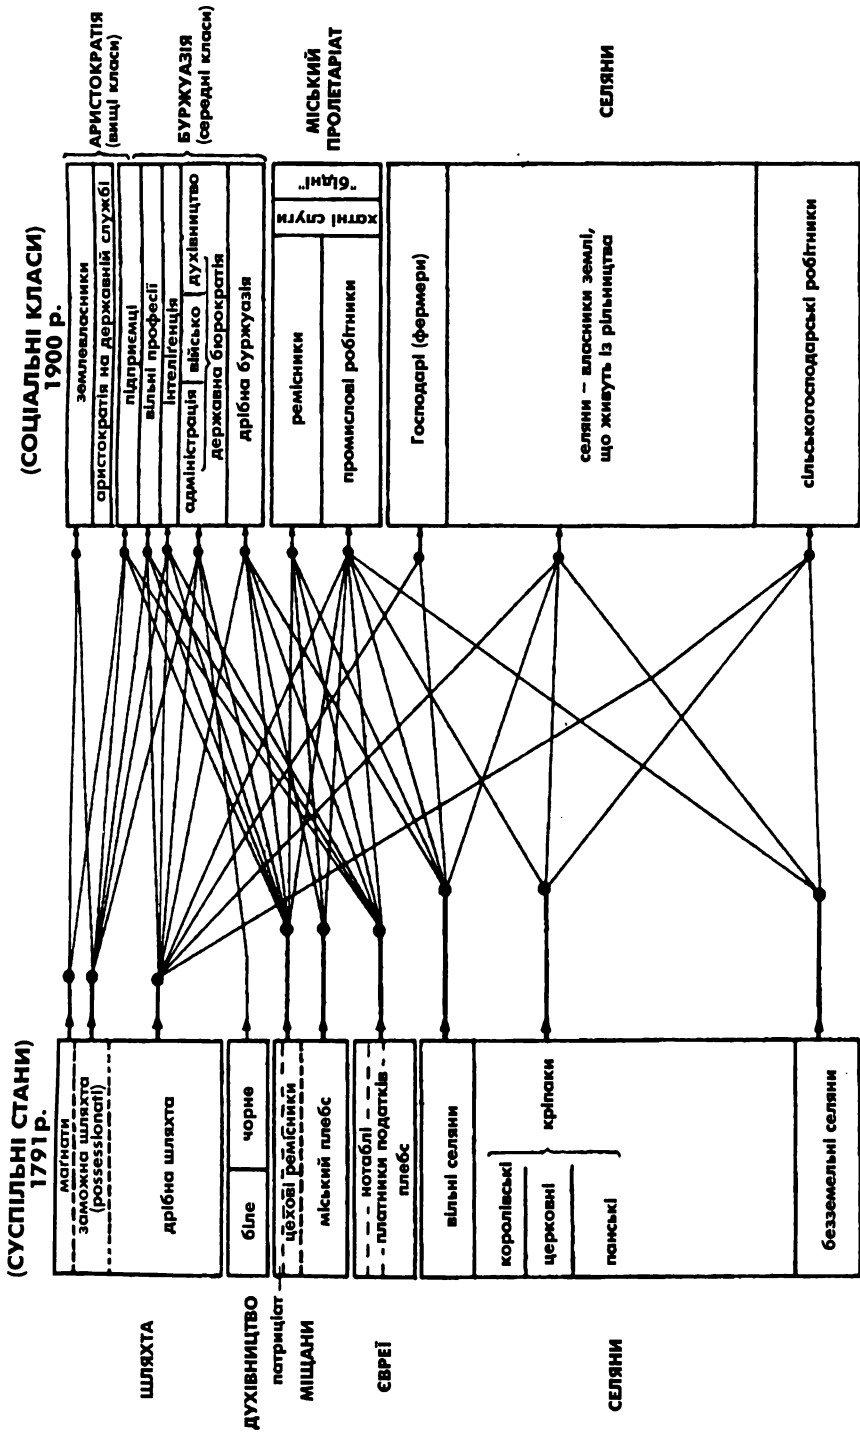 (СУСПІЛЬНІ СТАНИ)
1791 р.
ШЛЯХТА
маґнати
заможна шляхта
(possessionati)
дрібна шляхта
ДУХІВНИЦТВО
біле
чорне
патриціат
МІЩАНИ
цехові ремісники
міський плебс
ЄВРЕЇ
нотаблі
платники податків
плебс
СЕЛЯНИ
вільні селяни
королівські
церковні
панські
кріпаки
безземельні селяни
(СОЦІАЛЬНІ КЛАСИ)
1900 р.
землевласники
аристократія на державній службі
АРИСТОКРАТІЯ
(вищі класи)
підприємці
вільні професії
інтеліґенція
адміністрація
військо
духівництво
державна бюрократія
дрібна буржуазія
БУРЖУАЗІЯ
(середні класи)
ремісники
промислові робітники
хатні слуги
"бідні"
МІСЬКИЙ
ПРОЛЕТАРІАТ
Господарі (фермери)
селяни – власники землі,
що живуть із рільництва
сільськогосподарські робітники
СЕЛЯНИ